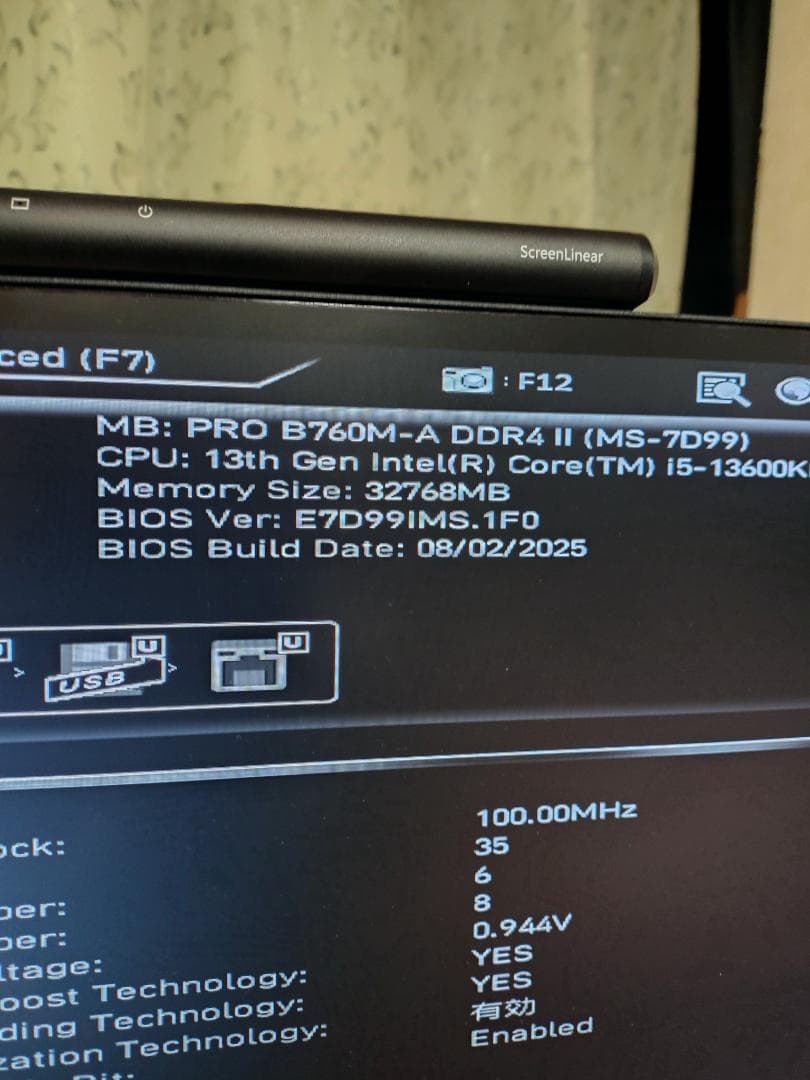 ScreenLinear
ced (F7)
: F12
MB: PRO B760M-A DDR4 II (MS-7D99)
CPU: 13th Gen Intel(R) Core(TM) i5-13600K
Memory Size: 32768MB
BIOS Ver: E7D99IMS.1F0
BIOS Build Date: 08/02/2025
U
USB
U
100.00MHz
ock: 35
6
ber: 8
ber: 0.944V
ltage: YES
oost Technology: YES
ding Technology: 有効
zation Technology: Enabled
Bit: